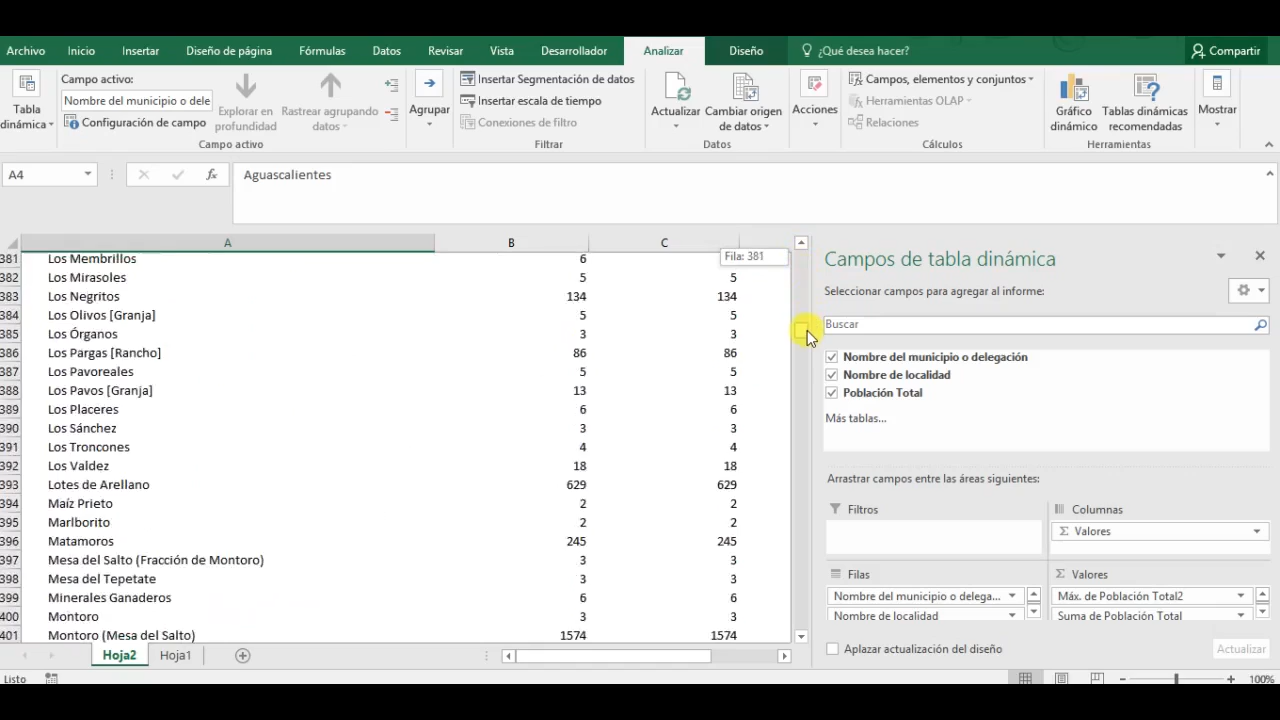 Archivo Inicio Insertar Diseño de página Fórmulas Datos Revisar Vista Desarrollador Analizar Diseño ¿Qué desea hacer? Compartir
Tabla dinámica
Campo activo:
Nombre del municipio o dele
Configuración de campo
Explorar en profundidad
Rastrear agrupando datos
Campo activo
Agrupar
Insertar Segmentación de datos
Insertar escala de tiempo
Conexiones de filtro
Filtrar
Actualizar
Cambiar origen de datos
Datos
Acciones
Campos, elementos y conjuntos
Herramientas OLAP
Relaciones
Cálculos
Gráfico dinámico
Tablas dinámicas recomendadas
Herramientas
Mostrar
A4 fx Aguascalientes
A B C
381 Los Membrillos 6
Fila: 381
382 Los Mirasoles 5 5
383 Los Negritos 134 134
384 Los Olivos [Granja] 5 5
385 Los Órganos 3 3
386 Los Pargas [Rancho] 86 86
387 Los Pavoreales 5 5
388 Los Pavos [Granja] 13 13
389 Los Placeres 6 6
390 Los Sánchez 3 3
391 Los Troncones 4 4
392 Los Valdez 18 18
393 Lotes de Arellano 629 629
394 Maíz Prieto 2 2
395 Marlborito 2 2
396 Matamoros 245 245
397 Mesa del Salto (Fracción de Montoro) 3 3
398 Mesa del Tepetate 3 3
399 Minerales Ganaderos 6 6
400 Montoro 3 3
401 Montoro (Mesa del Salto) 1574 1574
Campos de tabla dinámica
Seleccionar campos para agregar al informe:
Buscar
Nombre del municipio o delegación
Nombre de localidad
Población Total
Más tablas...
Arrastrar campos entre las áreas siguientes:
Filtros
Columnas
Σ Valores
Filas
Σ Valores
Nombre del municipio o delega...
Máx. de Población Total2
Nombre de localidad
Suma de Población Total
Aplazar actualización del diseño
Actualizar
Hoja2 Hoja1
Listo
100%